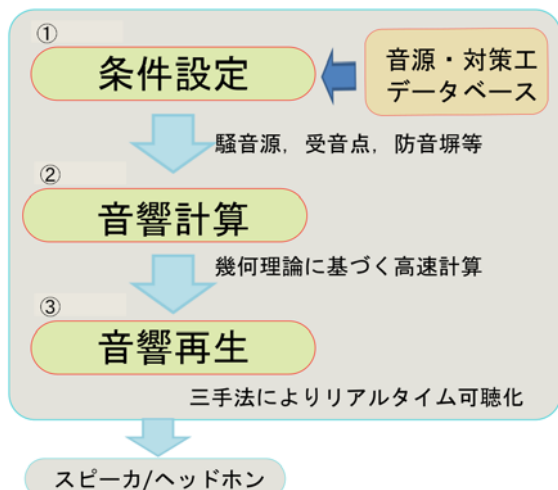 ①
条件設定
音源・対策工
データベース
騒音源，受音点，防音塀等
②
音響計算
幾何理論に基づく高速計算
③
音響再生
三手法によりリアルタイム可聴化
スピーカ/ヘッドホン